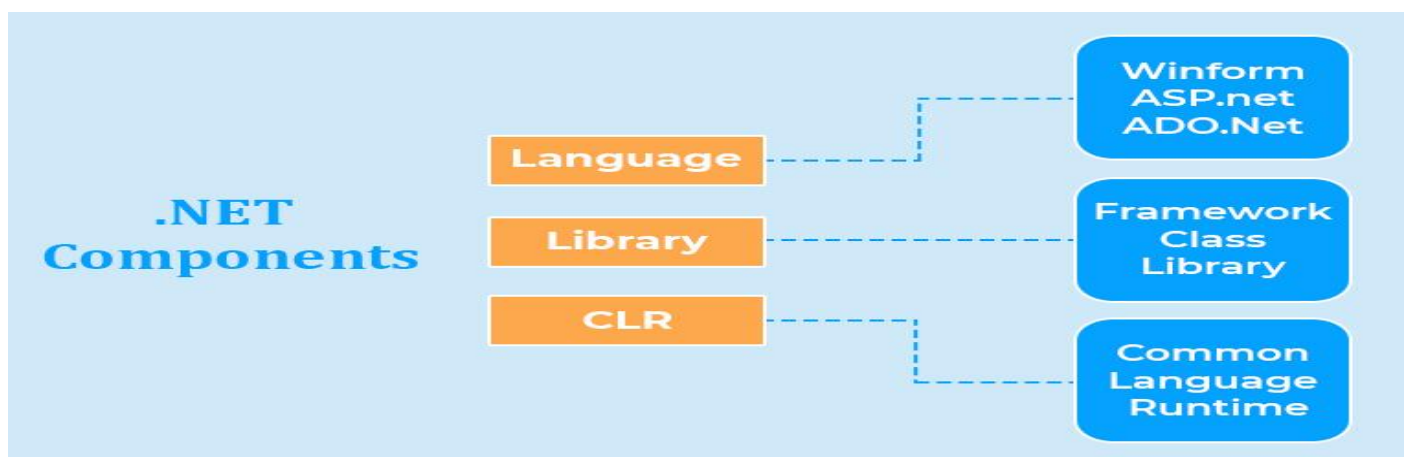 .NET
Components
Language
Library
CLR
Winform
ASP.net
ADO.Net
Framework
Class
Library
Common
Language
Runtime